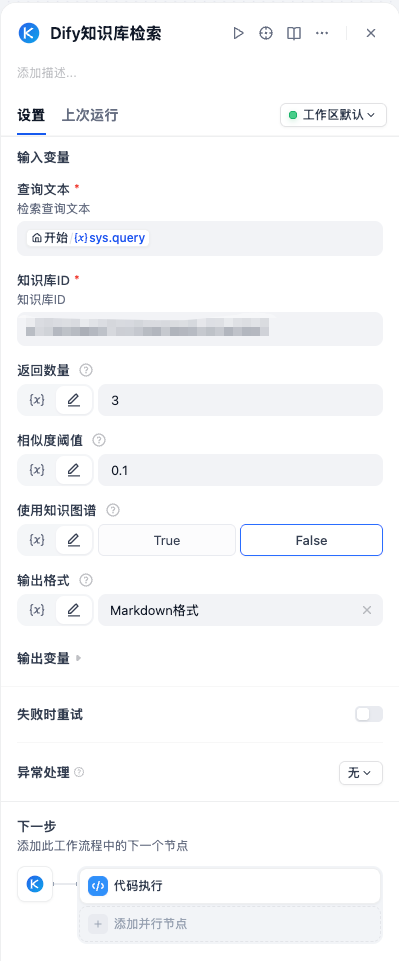 Dify知识库检索
添加描述...
设置 上次运行 工作区默认
输入变量
查询文本 *
检索查询文本
开始 {x} sys.query
知识库ID *
知识库ID
返回数量 ?
{x} 3
相似度阈值 ?
{x} 0.1
使用知识图谱 ?
{x} True False
输出格式 ?
{x} Markdown格式
输出变量
失败时重试
异常处理 ? 无
下一步
添加此工作流程中的下一个节点
代码执行
添加并行节点